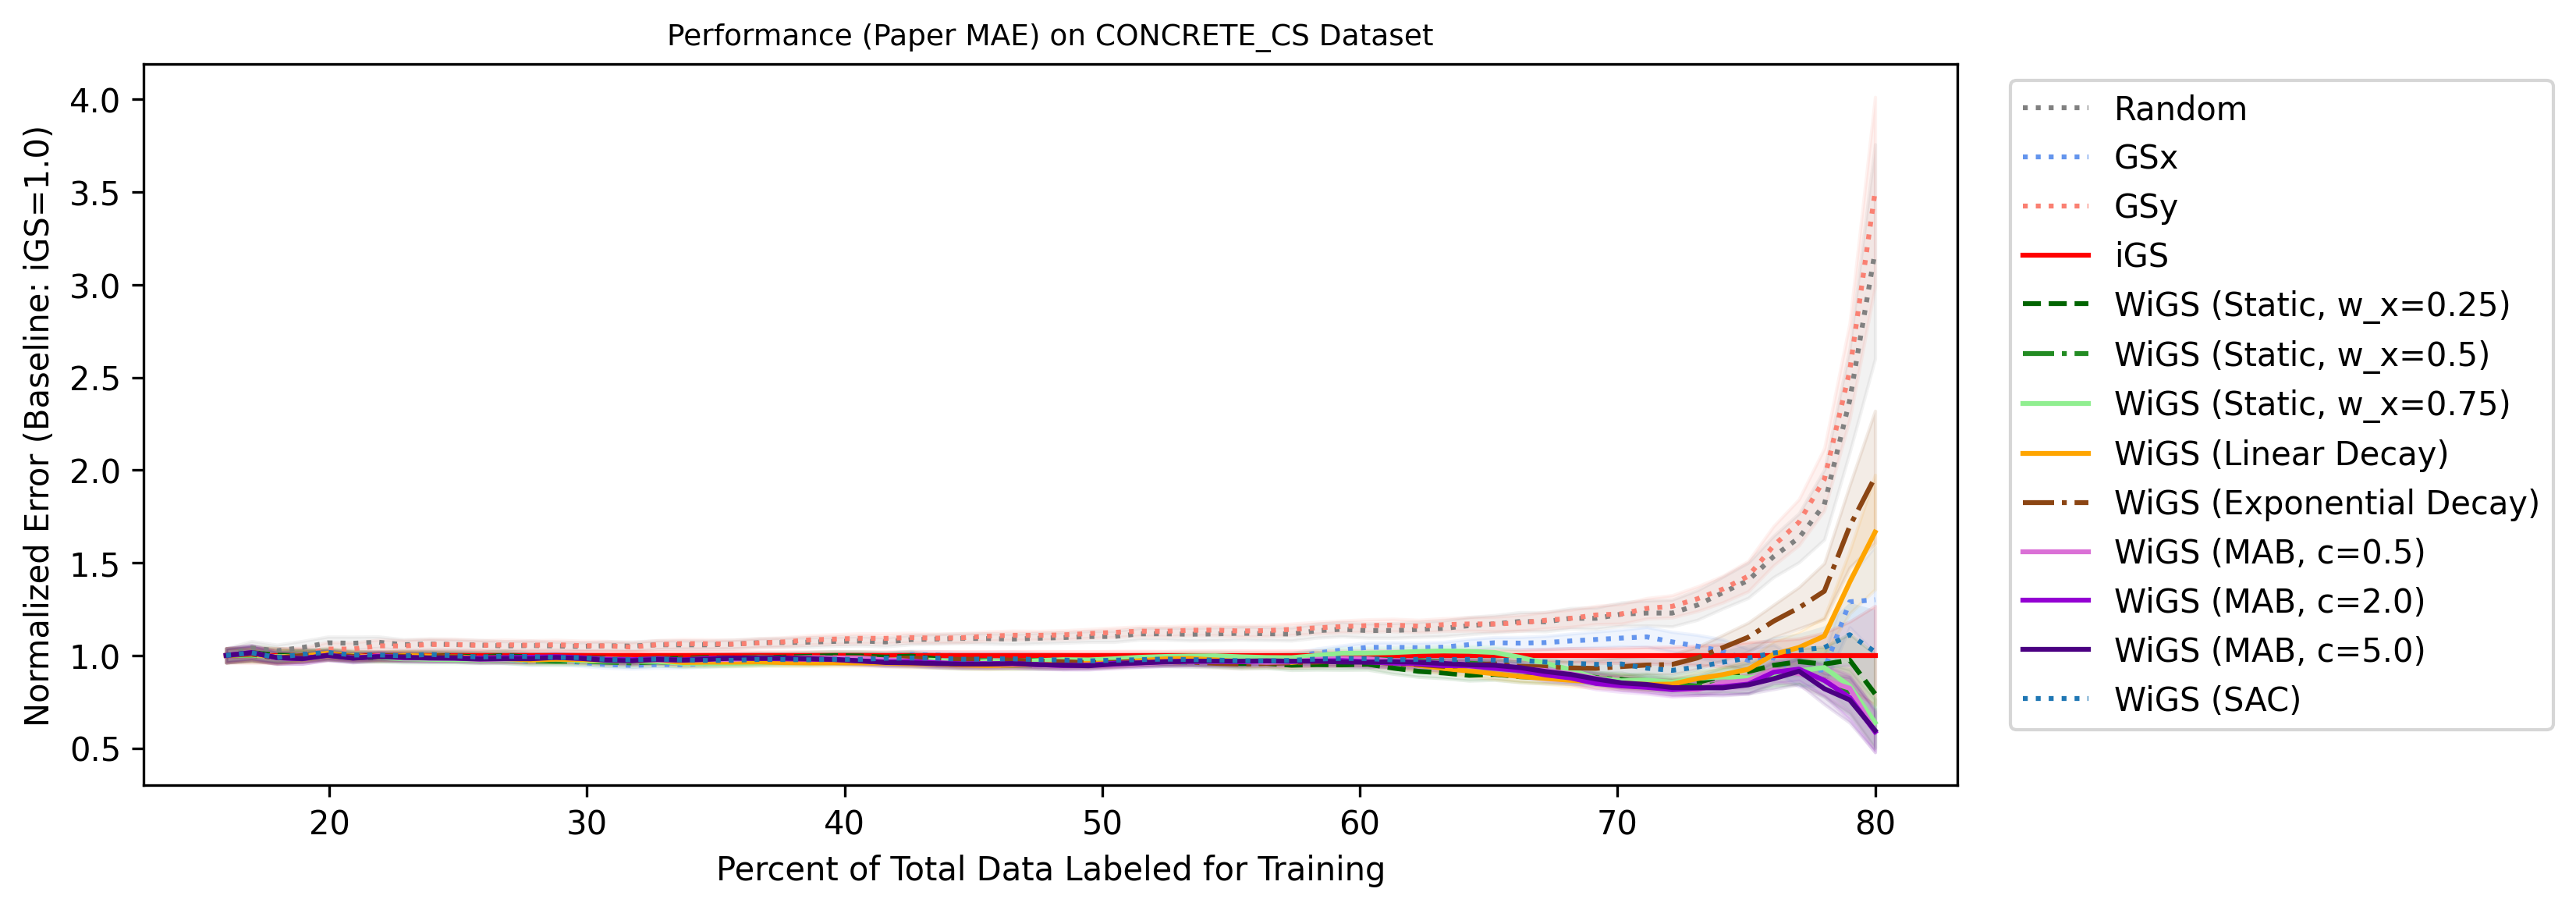 Performance (Paper MAE) on CONCRETE_CS Dataset
Normalized Error (Baseline: iGS=1.0)
4.0
3.5
3.0
2.5
2.0
1.5
1.0
0.5
20 30 40 50 60 70 80
Percent of Total Data Labeled for Training
Random
GSx
GSy
iGS
WiGS (Static, w_x=0.25)
WiGS (Static, w_x=0.5)
WiGS (Static, w_x=0.75)
WiGS (Linear Decay)
WiGS (Exponential Decay)
WiGS (MAB, c=0.5)
WiGS (MAB, c=2.0)
WiGS (MAB, c=5.0)
WiGS (SAC)